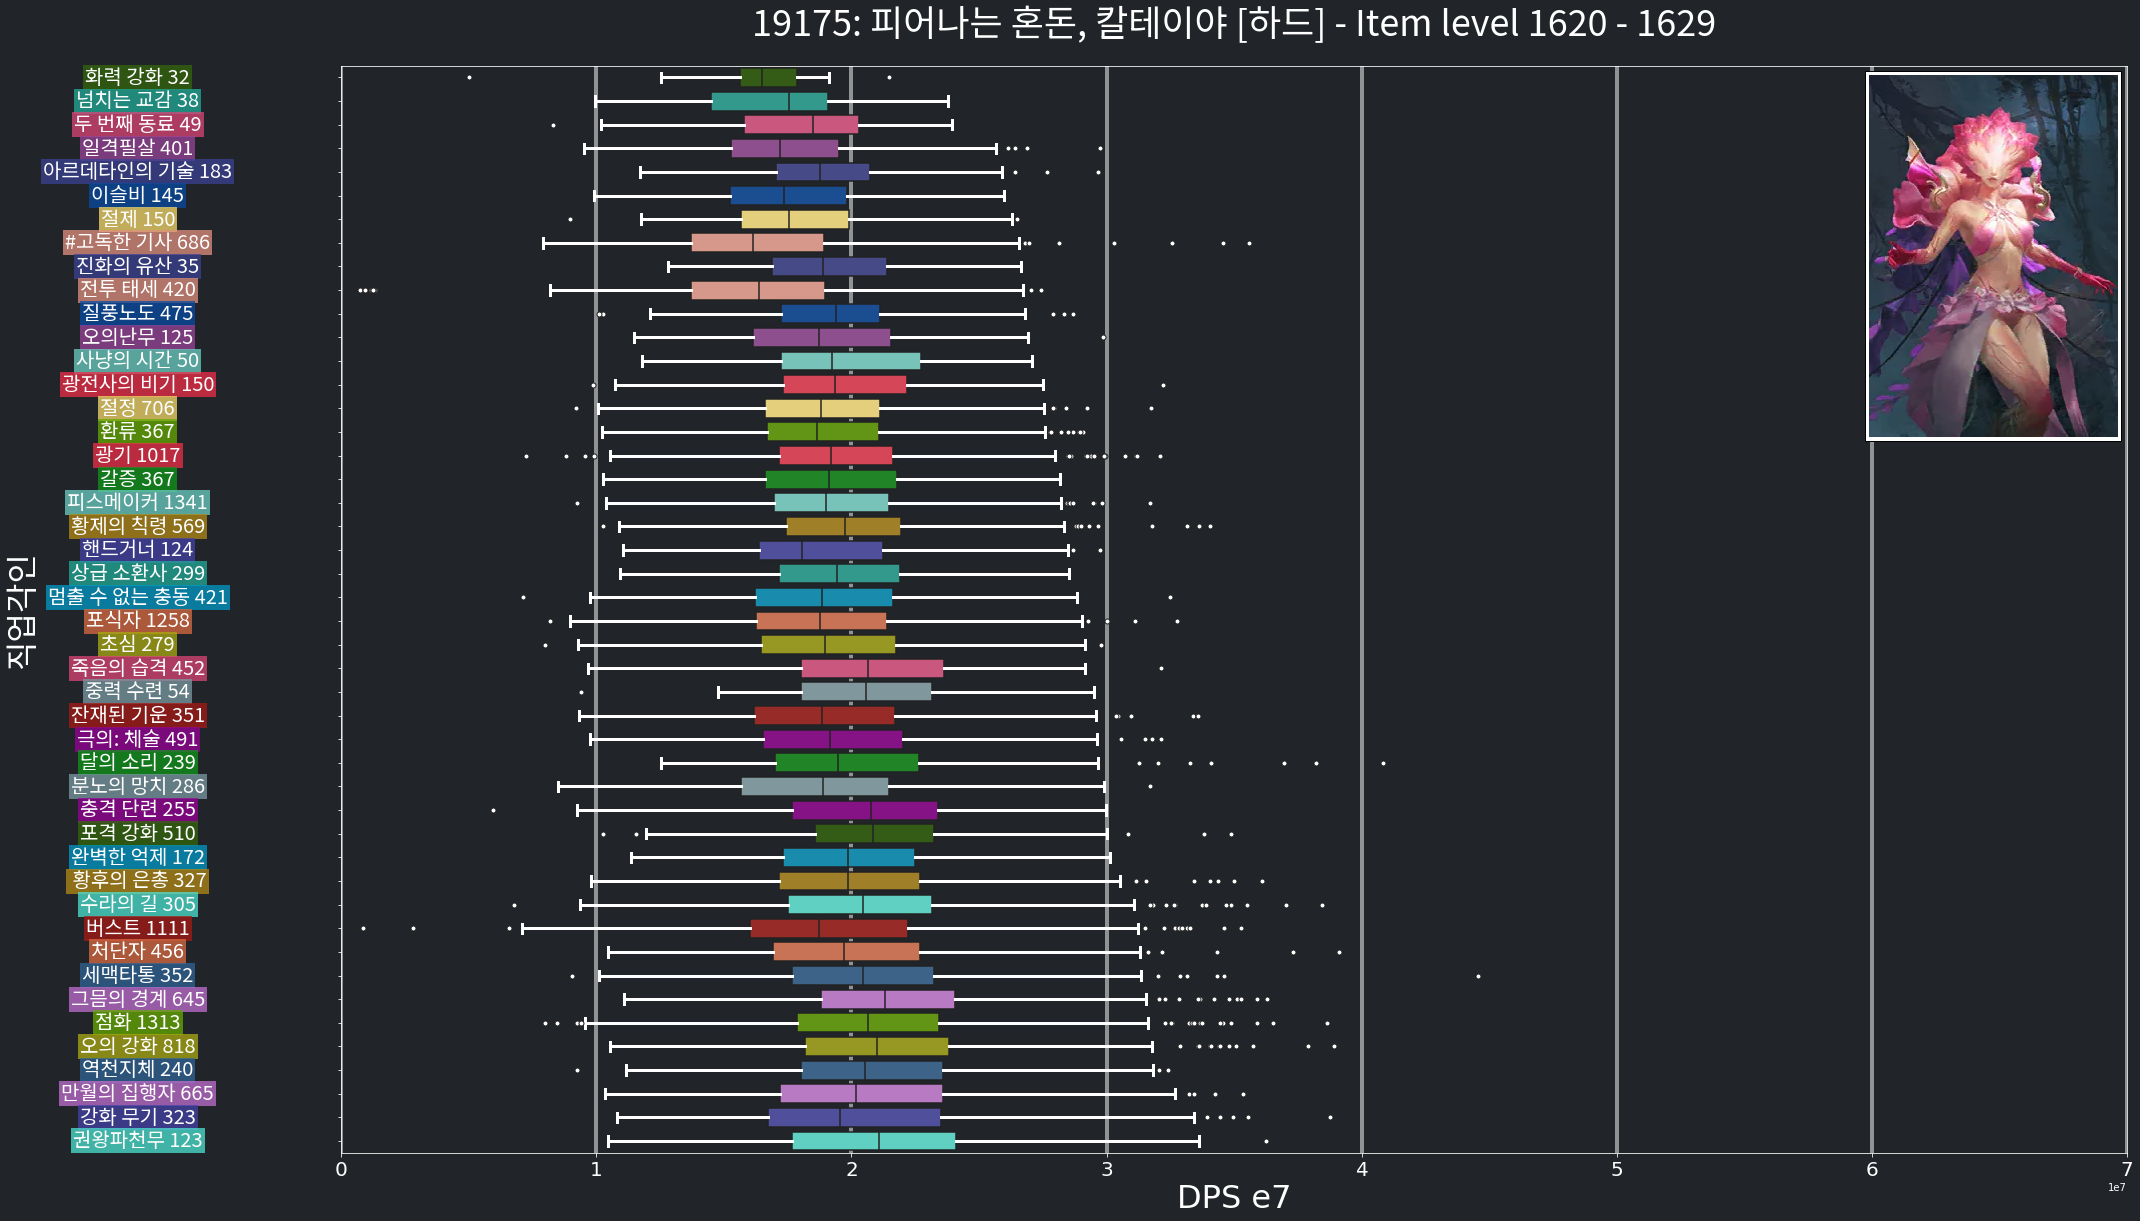 19175: 피어나는 혼돈, 칼테이야 [하드] - Item level 1620 - 1629
화력 강화 32
넘치는 교감 38
두 번째 동료 49
일격필살 401
아르데타인의 기술 183
이슬비 145
절제 150
#고독한 기사 686
진화의 유산 35
전투 태세 420
질풍노도 475
오의난무 125
사냥의 시간 50
광전사의 비기 150
절정 706
환류 367
광기 1017
갈증 367
피스메이커 1341
황제의 칙령 569
핸드거너 124
상급 소환사 299
멈출 수 없는 충동 421
포식자 1258
초심 279
죽음의 습격 452
중력 수련 54
잔재된 기운 351
극의: 체술 491
달의 소리 239
분노의 망치 286
충격 단련 255
포격 강화 510
완벽한 억제 172
황후의 은총 327
수라의 길 305
버스트 1111
처단자 456
세맥타통 352
그믐의 경계 645
점화 1313
오의 강화 818
역천지체 240
만월의 집행자 665
강화 무기 323
권왕파천무 123
직업각인
0 1 2 3 4 5 6 7
DPS e7
1e7